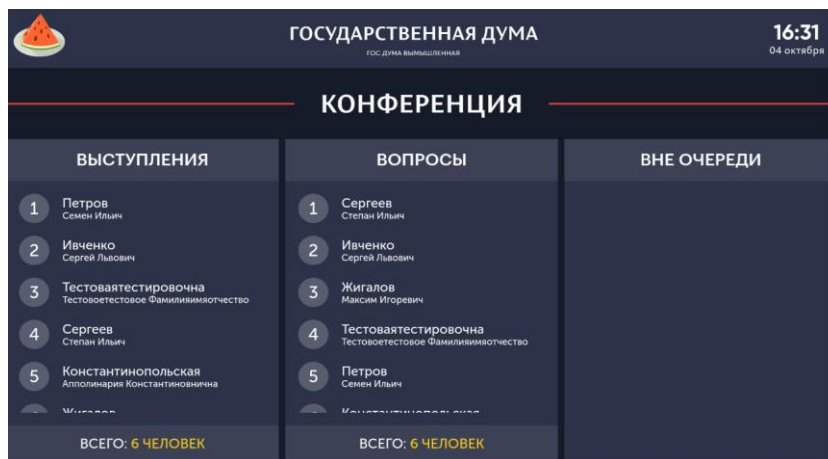 ГОСУДАРСТВЕННАЯ ДУМА
ГОС ДУМА ВЫМЫШЛЕННАЯ
16:31
04 октября
КОНФЕРЕНЦИЯ
ВЫСТУПЛЕНИЯ
1 Петров
Семен Ильич
2 Ивченко
Сергей Львович
3 Тестоваятестировочна
Тестовоетестовое Фамилияимяотчество
4 Сергеев
Степан Ильич
5 Константинопольская
Апполинария Константиновнична
Жигалов
ВСЕГО: 6 ЧЕЛОВЕК
ВОПРОСЫ
1 Сергеев
Степан Ильич
2 Ивченко
Сергей Львович
3 Жигалов
Максим Игоревич
4 Тестоваятестировочна
Тестовоетестовое Фамилияимяотчество
5 Петров
Семен Ильич
Константинопольская
ВСЕГО: 6 ЧЕЛОВЕК
ВНЕ ОЧЕРЕДИ